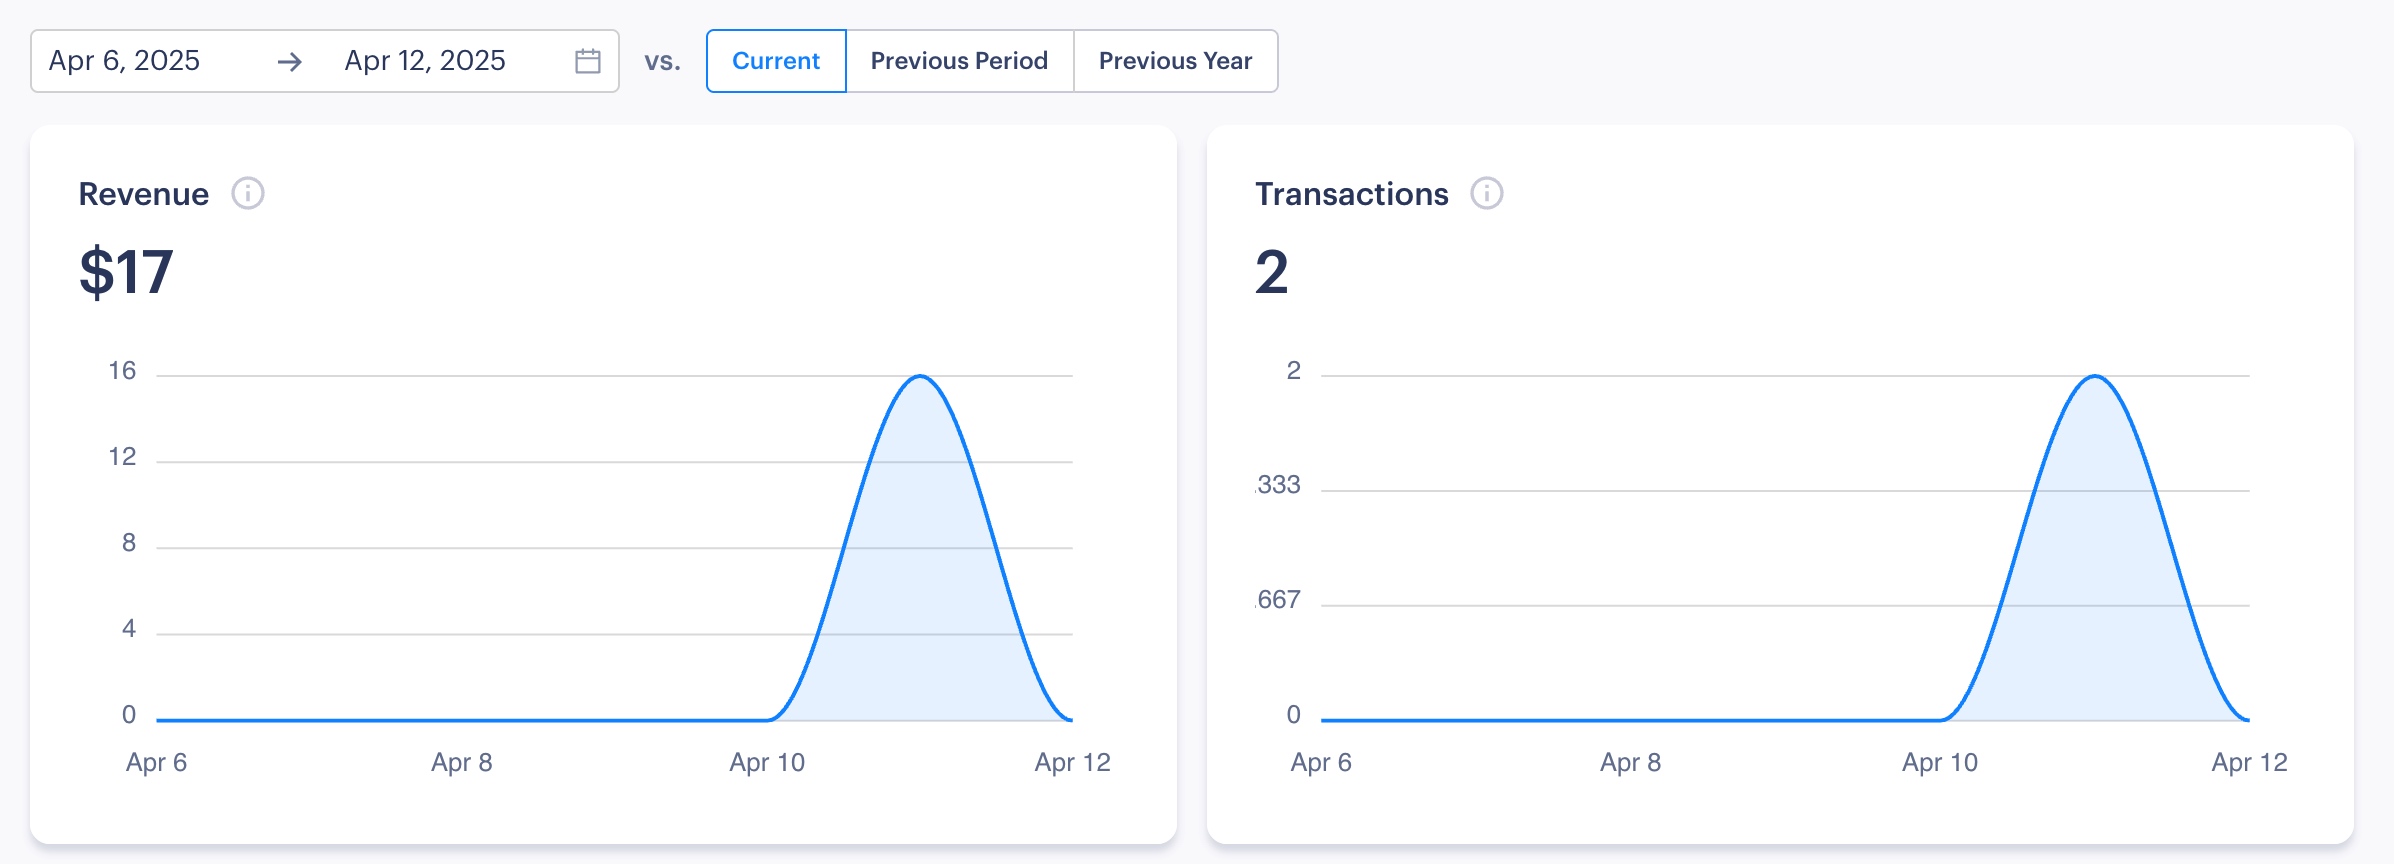 Apr 6, 2025 → Apr 12, 2025 vs. Current Previous Period Previous Year
Revenue
$17
16
12
8
4
0
Apr 6 Apr 8 Apr 10 Apr 12
Transactions
2
2
.333
.667
0
Apr 6 Apr 8 Apr 10 Apr 12